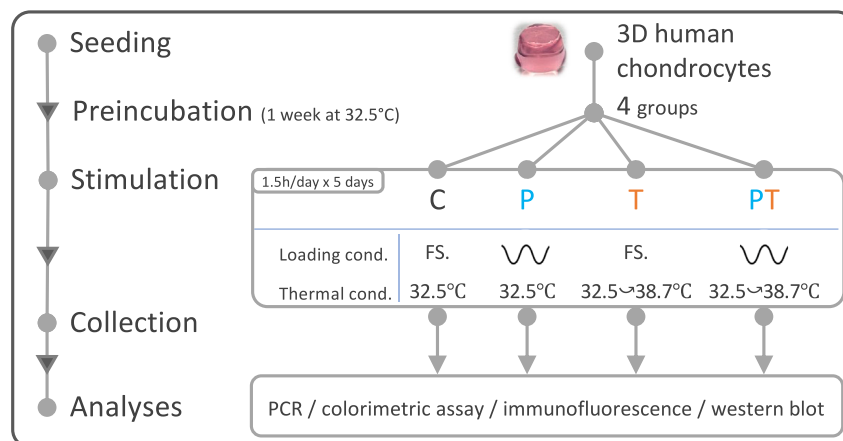 Seeding
Preincubation (1 week at 32.5°C)
Stimulation
Collection
Analyses
3D human
chondrocytes
4 groups
1.5h/day x 5 days
C P T PT
Loading cond. FS. FS.
Thermal cond. 32.5℃ 32.5℃ 32.5⤻38.7℃ 32.5⤻38.7℃
PCR / colorimetric assay / immunofluorescence / western blot